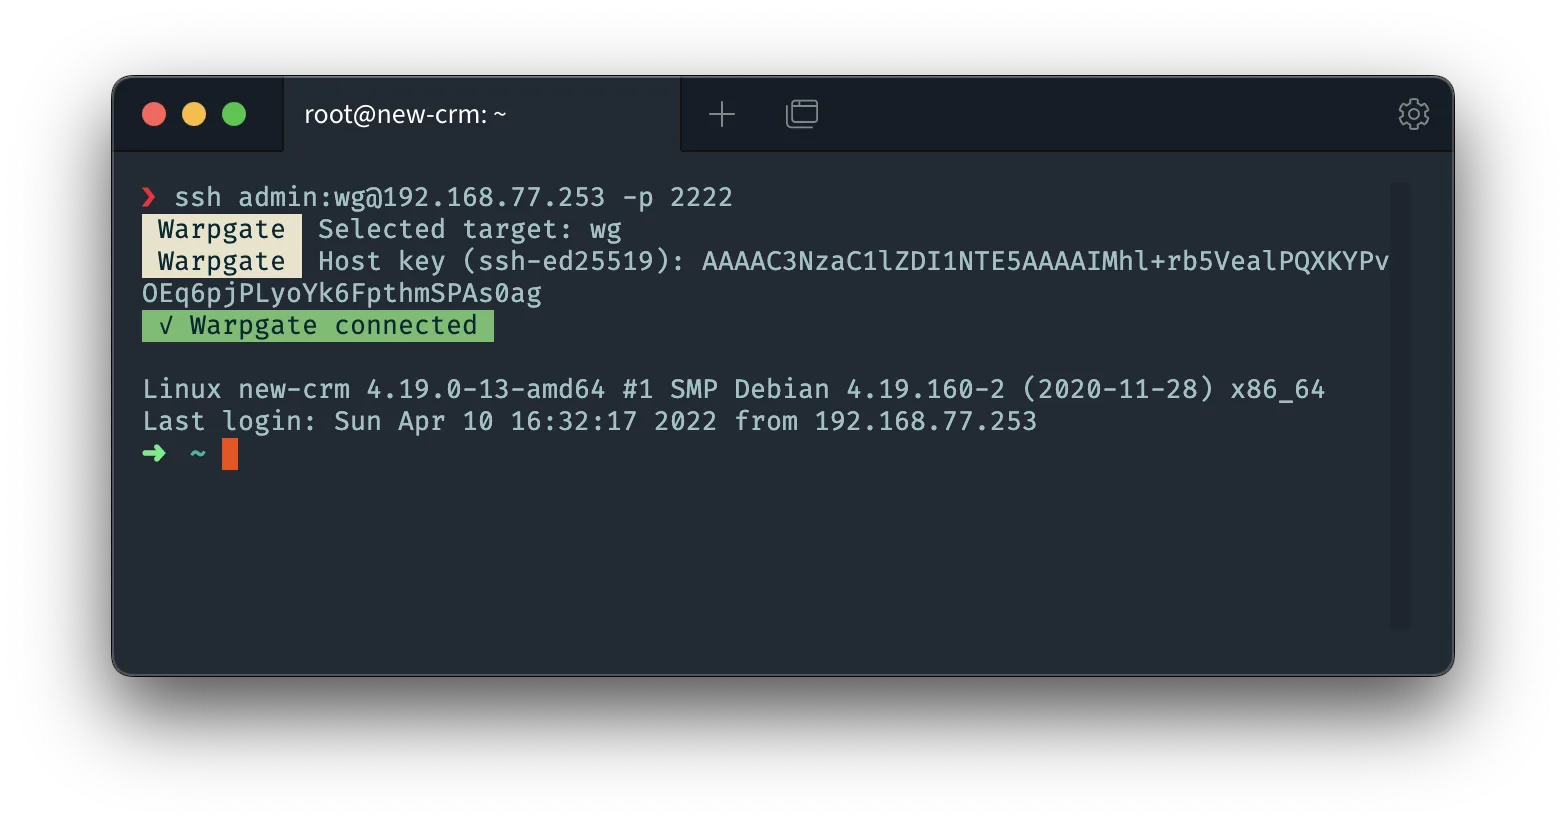 root@new-crm: ~
❯ ssh admin:wg@192.168.77.253 -p 2222
Warpgate Selected target: wg
Warpgate Host key (ssh-ed25519): AAAAC3NzaC1lZDI1NTE5AAAAIMhl+rb5VealPQXKYPv
OEq6pjPLyoYk6FpthmSPAs0ag
√ Warpgate connected
Linux new-crm 4.19.0-13-amd64 #1 SMP Debian 4.19.160-2 (2020-11-28) x86_64
Last login: Sun Apr 10 16:32:17 2022 from 192.168.77.253
➜ ~